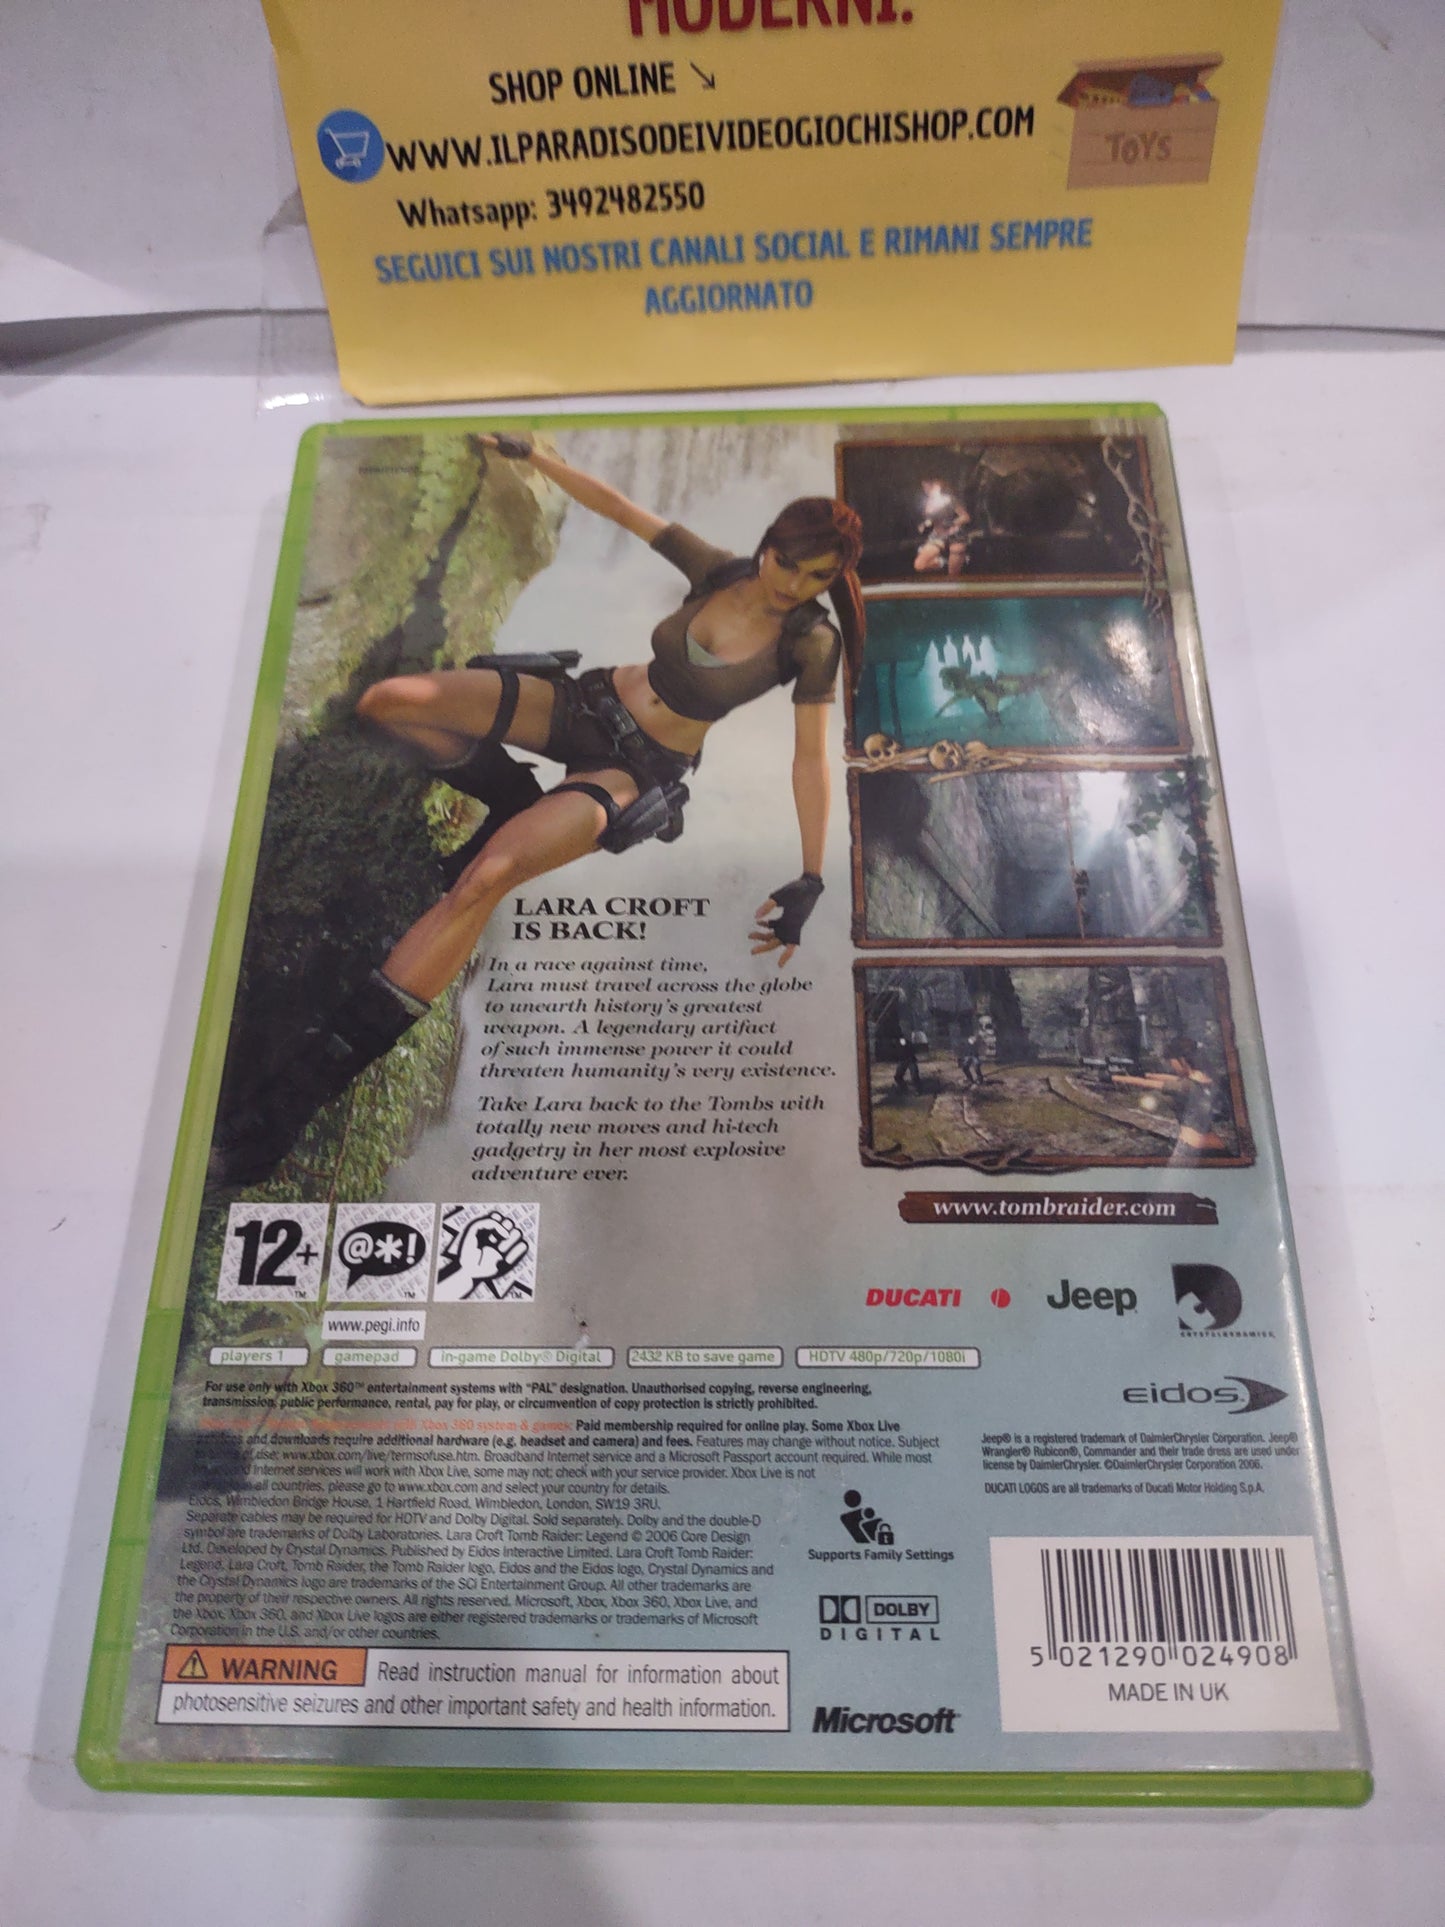 MODERNI.
SHOP ONLINE ↘
WWW.ILPARADISODEIVIDEOGIOCHISHOP.COM
TOYS
Whatsapp: 3492482550
SEGUICI SUI NOSTRI CANALI SOCIAL E RIMANI SEMPRE
AGGIORNATO
LARA CROFT
IS BACK!
In a race against time,
Lara must travel across the globe
to unearth history's greatest
weapon. A legendary artifact
of such immense power it could
threaten humanity's very existence.
Take Lara back to the Tombs with
totally new moves and hi-tech
gadgetry in her most explosive
adventure ever.
www.tombraider.com
12+
@*!
www.pegi.info
DUCATI
Jeep
CRYSTAL DYNAMICS
players 1
gamepad
in-game Dolby® Digital
2432 KB to save game
HDTV 480p/720p/1080i
eidos
For use only with Xbox 360™ entertainment systems with "PAL" designation. Unauthorised copying, reverse engineering,
transmission, public performance, rental, pay for play, or circumvention of copy protection is strictly prohibited.
Xbox 360 system & games: Paid membership required for online play. Some Xbox Live
and downloads require additional hardware (e.g. headset and camera) and fees. Features may change without notice. Subject
use: www.xbox.com/live/termsofuse.htm. Broadband Internet service and a Microsoft Passport account required. While most
Internet services will work with Xbox Live, some may not; check with your service provider. Xbox Live is not
all countries, please go to www.xbox.com and select your country for details.
Eidos, Wimbledon Bridge House, 1 Hartfield Road, Wimbledon, London, SW19 3RU.
Separate cables may be required for HDTV and Dolby Digital. Sold separately. Dolby and the double-D
symbol are trademarks of Dolby Laboratories. Lara Croft Tomb Raider: Legend © 2006 Core Design
Ltd. Developed by Crystal Dynamics. Published by Eidos Interactive Limited. Lara Croft Tomb Raider:
Legend, Lara Croft, Tomb Raider, the Tomb Raider logo, Eidos and the Eidos logo, Crystal Dynamics and
the Crystal Dynamics logo are trademarks of the SCi Entertainment Group. All other trademarks are
the property of their respective owners. All rights reserved. Microsoft, Xbox, Xbox 360, Xbox Live, and
the Xbox, Xbox 360, and Xbox Live logos are either registered trademarks or trademarks of Microsoft
Corporation in the U.S. and/or other countries.
Jeep® is a registered trademark of DaimlerChrysler Corporation. Jeep®
Wrangler® Rubicon®, Commander and their trade dress are used under
license by DaimlerChrysler. ©DaimlerChrysler Corporation 2006.
DUCATI LOGOS are all trademarks of Ducati Motor Holding S.p.A.
Supports Family Settings
DOLBY
DIGITAL
WARNING Read instruction manual for information about
photosensitive seizures and other important safety and health information.
Microsoft
5 021290 024908
MADE IN UK